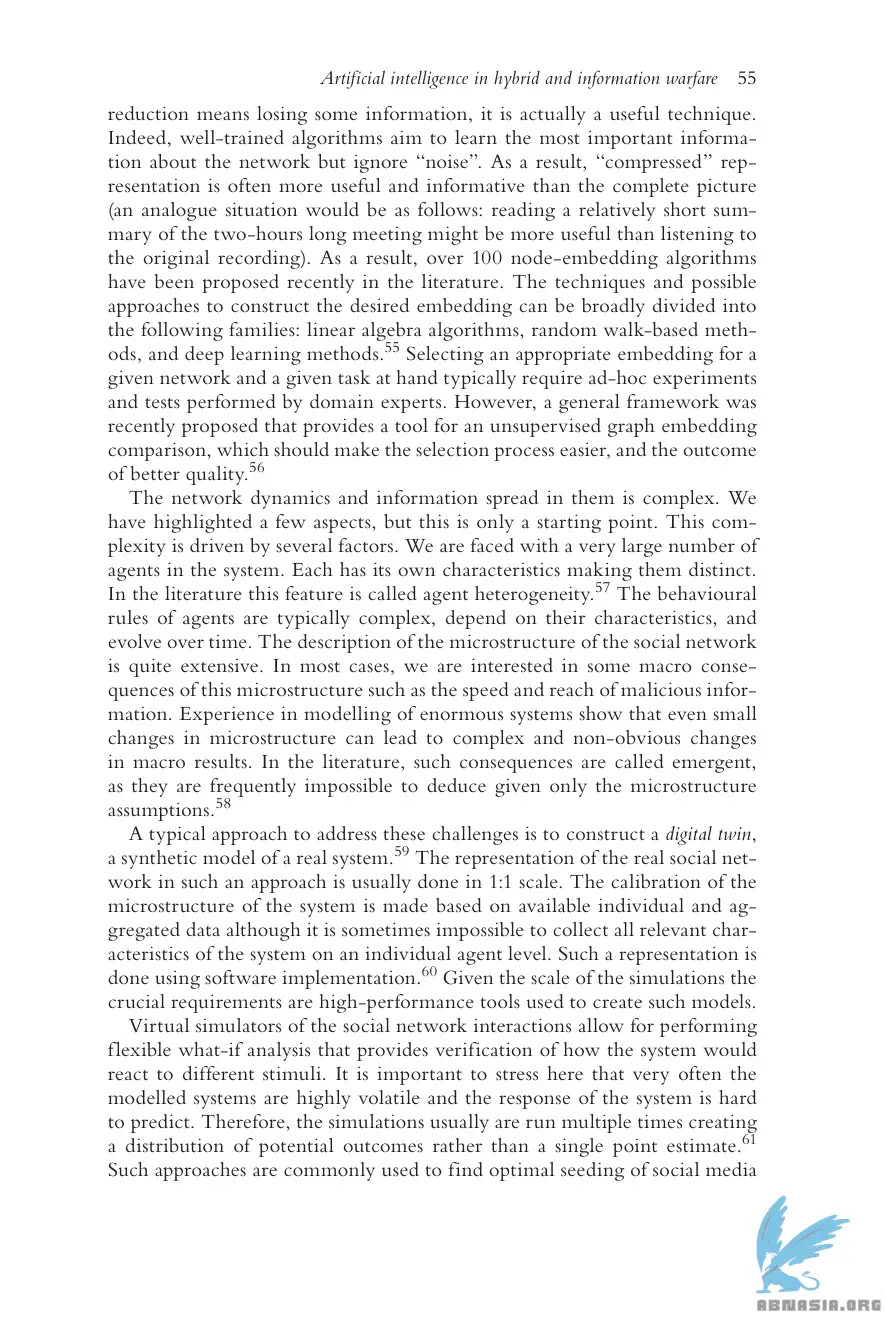 Artificial intelligence in hybrid and information warfare 55
reduction means losing some information, it is actually a useful technique.
Indeed, well-trained algorithms aim to learn the most important informa-
tion about the network but ignore “noise”. As a result, “compressed” rep-
resentation is often more useful and informative than the complete picture
(an analogue situation would be as follows: reading a relatively short sum-
mary of the two-hours long meeting might be more useful than listening to
the original recording). As a result, over 100 node-embedding algorithms
have been proposed recently in the literature. The techniques and possible
approaches to construct the desired embedding can be broadly divided into
the following families: linear algebra algorithms, random walk-based meth-
ods, and deep learning methods.55 Selecting an appropriate embedding for a
given network and a given task at hand typically require ad-hoc experiments
and tests performed by domain experts. However, a general framework was
recently proposed that provides a tool for an unsupervised graph embedding
comparison, which should make the selection process easier, and the outcome
of better quality.56
The network dynamics and information spread in them is complex. We
have highlighted a few aspects, but this is only a starting point. This com-
plexity is driven by several factors. We are faced with a very large number of
agents in the system. Each has its own characteristics making them distinct.
In the literature this feature is called agent heterogeneity.57 The behavioural
rules of agents are typically complex, depend on their characteristics, and
evolve over time. The description of the microstructure of the social network
is quite extensive. In most cases, we are interested in some macro conse-
quences of this microstructure such as the speed and reach of malicious infor-
mation. Experience in modelling of enormous systems show that even small
changes in microstructure can lead to complex and non-obvious changes
in macro results. In the literature, such consequences are called emergent,
as they are frequently impossible to deduce given only the microstructure
assumptions.58
A typical approach to address these challenges is to construct a digital twin,
a synthetic model of a real system.59 The representation of the real social net-
work in such an approach is usually done in 1:1 scale. The calibration of the
microstructure of the system is made based on available individual and ag-
gregated data although it is sometimes impossible to collect all relevant char-
acteristics of the system on an individual agent level. Such a representation is
done using software implementation.60 Given the scale of the simulations the
crucial requirements are high-performance tools used to create such models.
Virtual simulators of the social network interactions allow for performing
flexible what-if analysis that provides verification of how the system would
react to different stimuli. It is important to stress here that very often the
modelled systems are highly volatile and the response of the system is hard
to predict. Therefore, the simulations usually are run multiple times creating
a distribution of potential outcomes rather than a single point estimate.61
Such approaches are commonly used to find optimal seeding of social media
ABNASIA.ORG